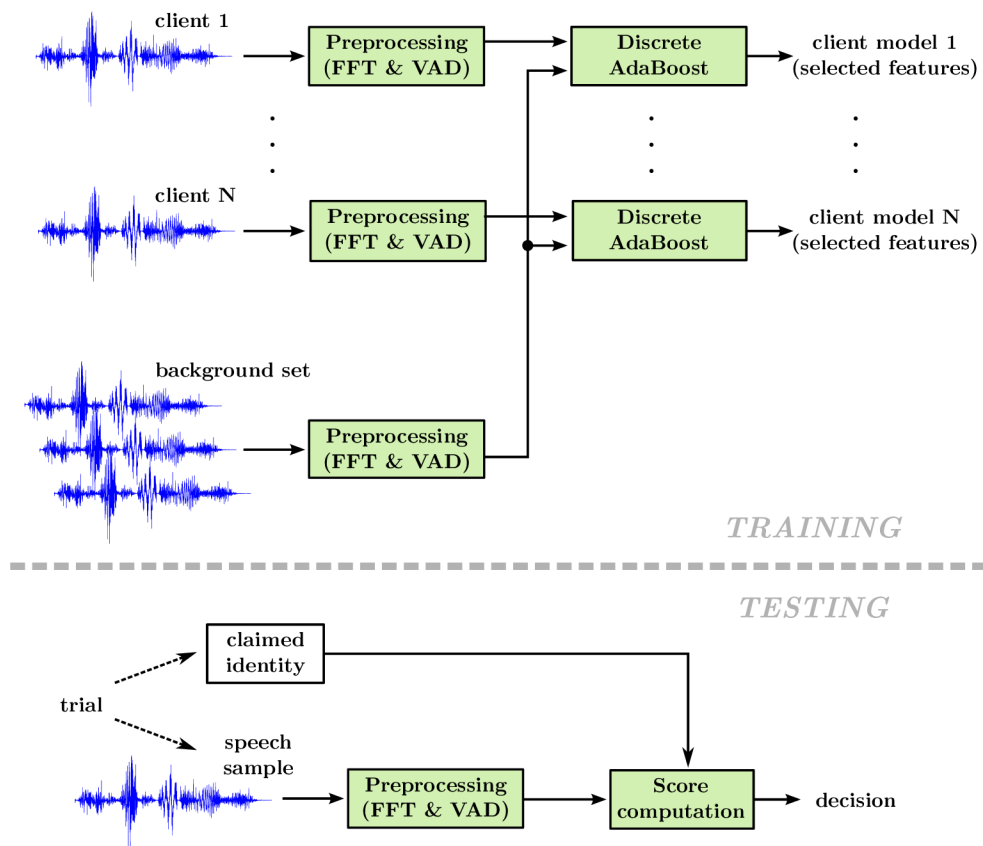 client 1
Preprocessing
(FFT & VAD)
Discrete
AdaBoost
client model 1
(selected features)
client N
Preprocessing
(FFT & VAD)
Discrete
AdaBoost
client model N
(selected features)
background set
Preprocessing
(FFT & VAD)
TRAINING
TESTING
claimed
identity
trial
speech
sample
Preprocessing
(FFT & VAD)
Score
computation
decision